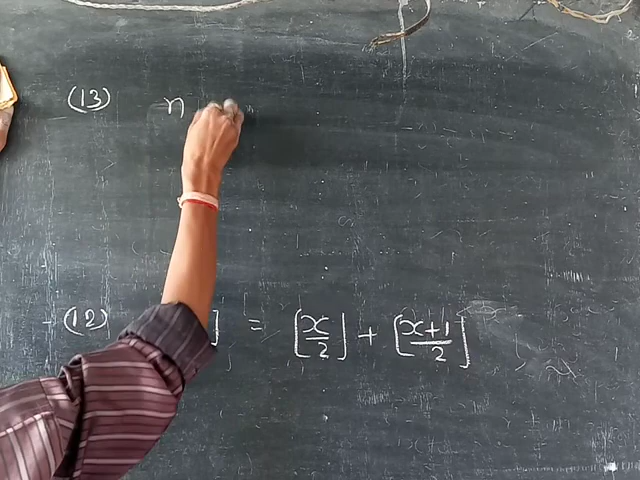 (13) n
(12) ] = [x/2] + [x+1/2]